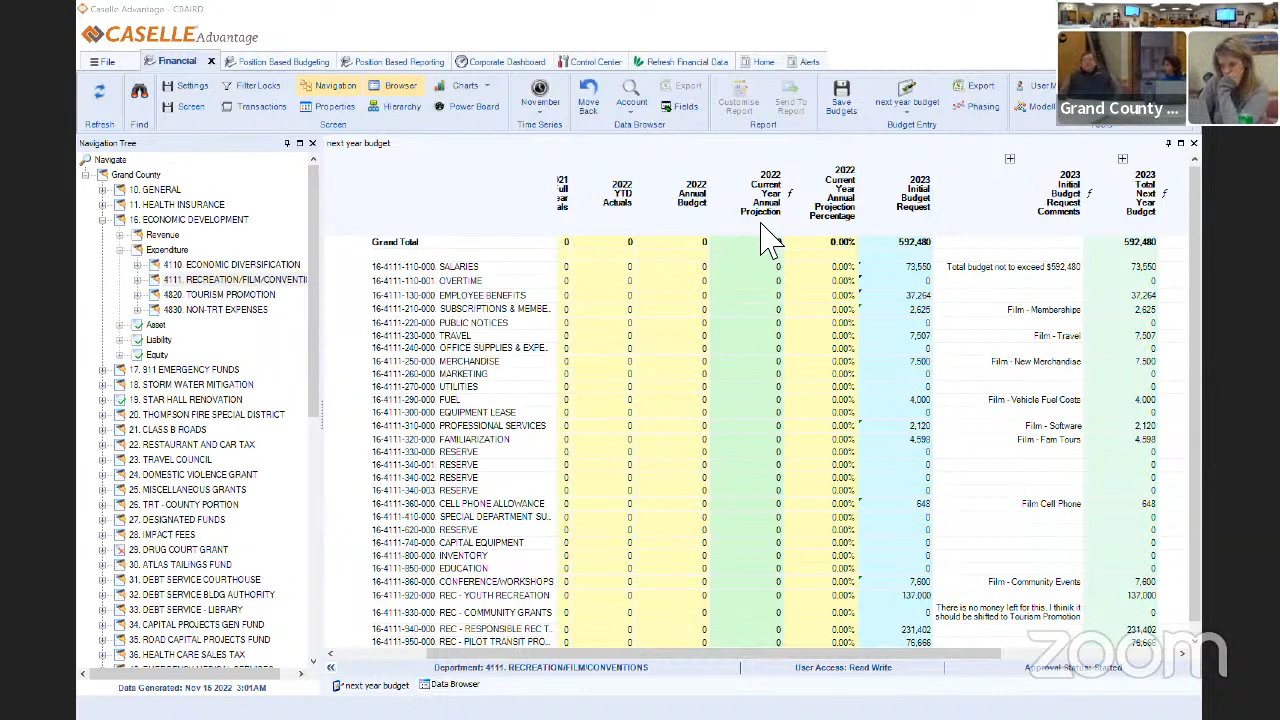 Caselle Advantage - CBAIRD
CASELLE Advantage
File
Financial
Position Based Budgeting
Position Based Reporting
Corporate Dashboard
Control Center
Refresh Financial Data
Home
Alerts
Refresh
Find
Settings
Filter Locks
Navigation
Browser
Charts
Screen
Transactions
Properties
Hierarchy
Power Board
Screen
November
Time Series
Move Back
Account
Export
Fields
Data Browser
Customise Report
Send To Report
Report
Save Budgets
next year budget
Export
Phasing
Budget Entry
User M
Modell
Grand County ...
Navigation Tree
next year budget
Navigate
Grand County
10. GENERAL
11. HEALTH INSURANCE
16. ECONOMIC DEVELOPMENT
Revenue
Expenditure
4110. ECONOMIC DIVERSIFICATION
4111. RECREATION/FILM/CONVENTI
4820. TOURISM PROMOTION
4830. NON-TRT EXPENSES
Asset
Liability
Equity
17. 911 EMERGENCY FUNDS
18. STORM WATER MITIGATION
19. STAR HALL RENOVATION
20. THOMPSON FIRE SPECIAL DISTRICT
21. CLASS B ROADS
22. RESTAURANT AND CAR TAX
23. TRAVEL COUNCIL
24. DOMESTIC VIOLENCE GRANT
25. MISCELLANEOUS GRANTS
26. TRT - COUNTY PORTION
27. DESIGNATED FUNDS
28. IMPACT FEES
29. DRUG COURT GRANT
30. ATLAS TAILINGS FUND
31. DEBT SERVICE COURTHOUSE
32. DEBT SERVICE BLDG AUTHORITY
33. DEBT SERVICE - LIBRARY
34. CAPITAL PROJECTS GEN FUND
35. ROAD CAPITAL PROJECTS FUND
36. HEALTH CARE SALES TAX
Data Generated: Nov 15 2022, 3:01AM
2022 YTD Actuals
2022 Annual Budget
2022 Current Year Annual Projection
2022 Current Year Annual Projection Percentage
2023 Initial Budget Request
2023 Initial Budget Request Comments
2023 Total Next Year Budget
Grand Total 0 0 0 0.00% 592,480 592,480
16-4111-110-000. SALARIES 0 0 0 0 0.00% 73,550 Total budget not to exceed $592,480 73,550
16-4111-110-001. OVERTIME 0 0 0 0 0.00% 0 0
16-4111-130-000. EMPLOYEE BENEFITS 0 0 0 0 0.00% 37,264 37,264
16-4111-210-000. SUBSCRIPTIONS & MEMBE... 0 0 0 0 0.00% 2,625 Film - Memberships 2,625
16-4111-220-000. PUBLIC NOTICES 0 0 0 0 0.00% 0 0
16-4111-230-000. TRAVEL 0 0 0 0 0.00% 7,507 Film - Travel 7,507
16-4111-240-000. OFFICE SUPPLIES & EXPE... 0 0 0 0 0.00% 0 0
16-4111-250-000. MERCHANDISE 0 0 0 0 0.00% 7,500 Film - New Merchandise 7,500
16-4111-260-000. MARKETING 0 0 0 0 0.00% 0 0
16-4111-270-000. UTILITIES 0 0 0 0 0.00% 0 0
16-4111-290-000. FUEL 0 0 0 0 0.00% 4,000 Film - Vehicle Fuel Costs 4,000
16-4111-300-000. EQUIPMENT LEASE 0 0 0 0 0.00% 0 0
16-4111-310-000. PROFESSIONAL SERVICES 0 0 0 0 0.00% 2,120 Film - Software 2,120
16-4111-320-000. FAMILIARIZATION 0 0 0 0 0.00% 4,598 Film - Fam Tours 4,598
16-4111-330-000. RESERVE 0 0 0 0 0.00% 0 0
16-4111-340-001. RESERVE 0 0 0 0 0.00% 0 0
16-4111-340-002. RESERVE 0 0 0 0 0.00% 0 0
16-4111-340-003. RESERVE 0 0 0 0 0.00% 0 0
16-4111-360-000. CELL PHONE ALLOWANCE 0 0 0 0 0.00% 648 Film Cell Phone 648
16-4111-410-000. SPECIAL DEPARTMENT SU... 0 0 0 0 0.00% 0 0
16-4111-620-000. RESERVE 0 0 0 0 0.00% 0 0
16-4111-740-000. CAPITAL EQUIPMENT 0 0 0 0 0.00% 0 0
16-4111-800-000. INVENTORY 0 0 0 0 0.00% 0 0
16-4111-850-000. EDUCATION 0 0 0 0 0.00% 0 0
16-4111-860-000. CONFERENCE/WORKSHOPS 0 0 0 0 0.00% 7,600 Film - Community Events 7,600
16-4111-920-000. REC - YOUTH RECREATION 0 0 0 0 0.00% 137,000 137,000
16-4111-930-000. REC - COMMUNITY GRANTS 0 0 0 0 0.00% 0 There is no money left for this, I think it should be shifted to Tourism Promotion 0
16-4111-940-000. REC - RESPONSIBLE REC T... 0 0 0 0 0.00% 231,402 231,402
16-4111-950-000. REC - PILOT TRANSIT PRO... 0 0 0 0 0.00% 76,666 76,666
Department: 4111. RECREATION/FILM/CONVENTIONS
User Access: Read Write
Approval Status: Started
next year budget
Data Browser
zoom